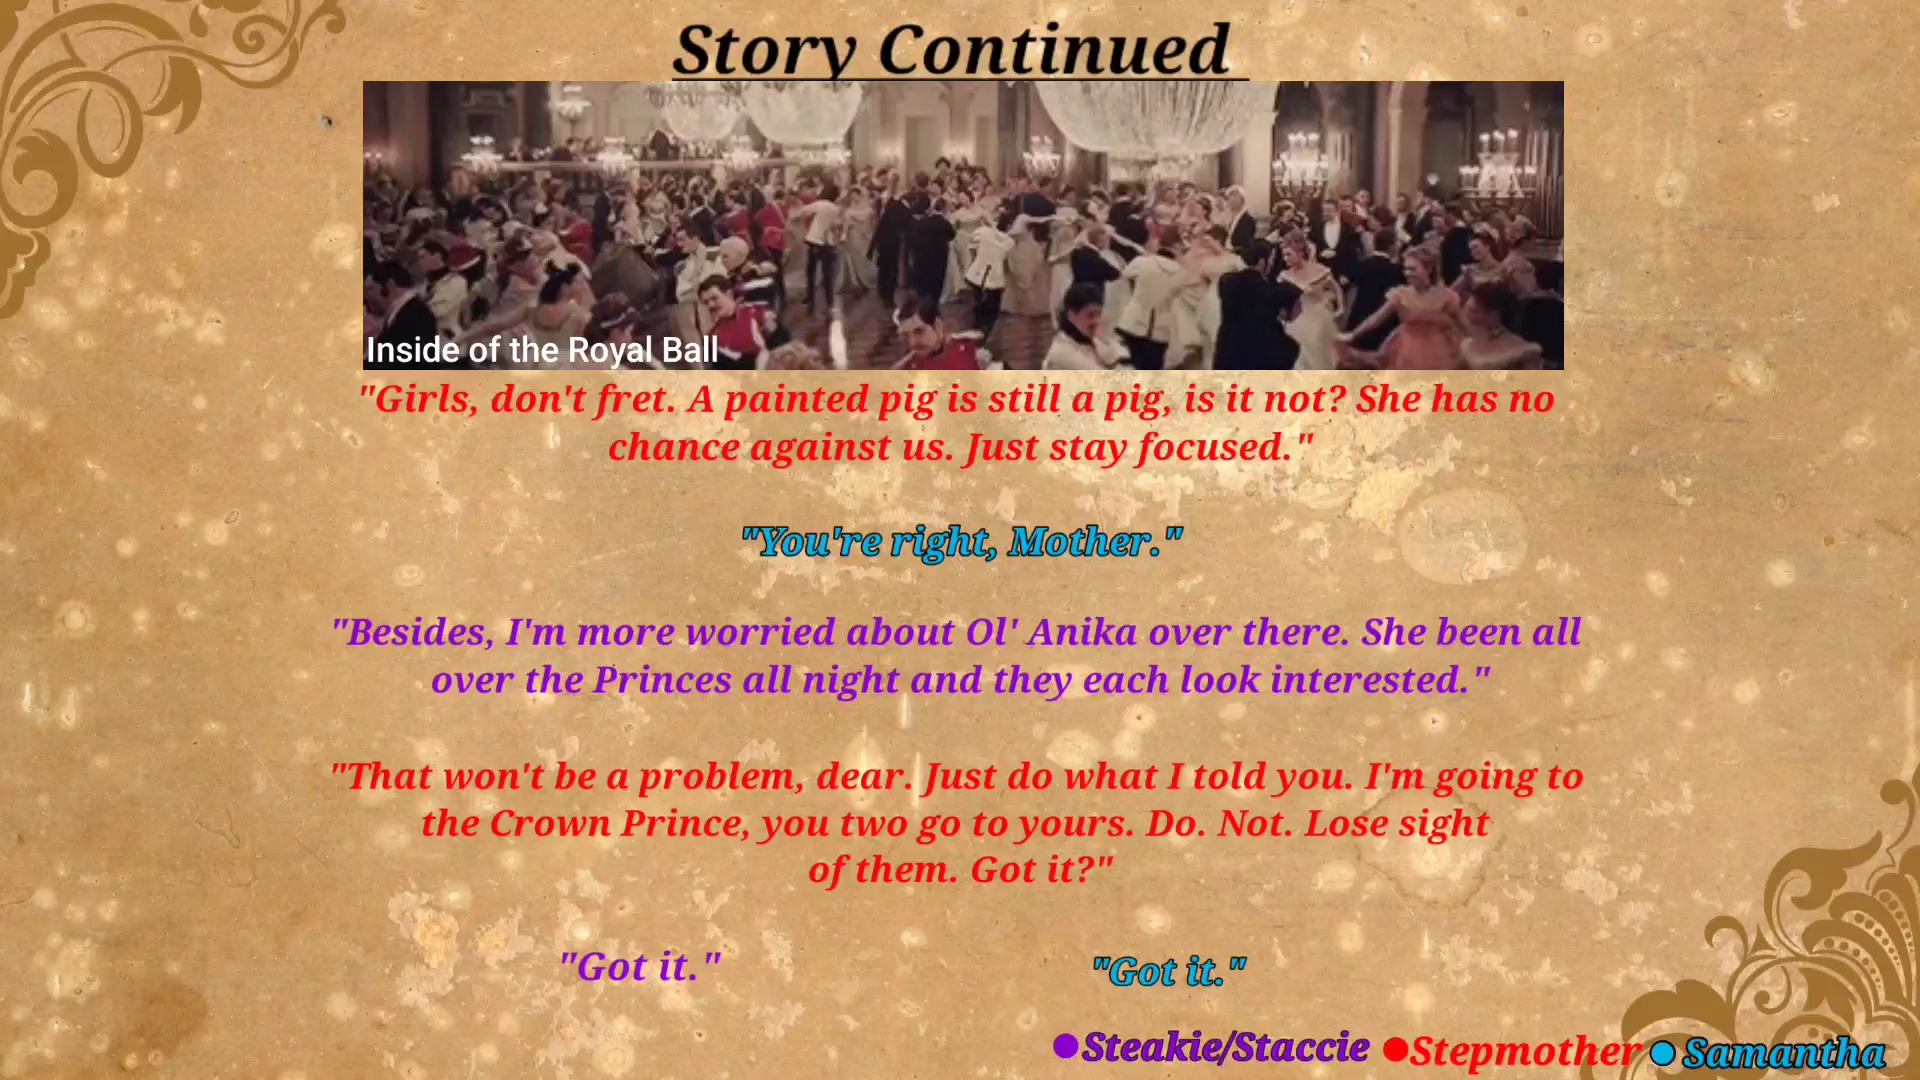 Story Continued
Inside of the Royal Ball
"Girls, don't fret. A painted pig is still a pig, is it not? She has no
chance against us. Just stay focused."
"You're right, Mother."
"Besides, I'm more worried about Ol' Anika over there. She been all
over the Princes all night and they each look interested."
"That won't be a problem, dear. Just do what I told you. I'm going to
the Crown Prince, you two go to yours. Do. Not. Lose sight
of them. Got it?"
"Got it." "Got it."
Steakie/Staccie Stepmother Samantha